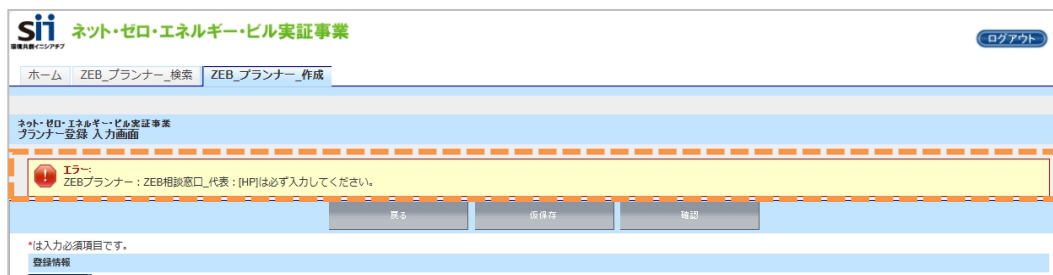 sii ネット・ゼロ・エネルギー・ビル実証事業
環境共創イニシアチブ
ログアウト
ホーム ZEB_プランナー_検索 ZEB_プランナー_作成
ネット・ゼロ・エネルギー・ビル実証事業
プランナー登録 入力画面
エラー:
ZEBプランナー：ZEB相談窓口_代表：[HP]は必ず入力してください。
戻る 仮保存 確認
*は入力必須項目です。
登録情報